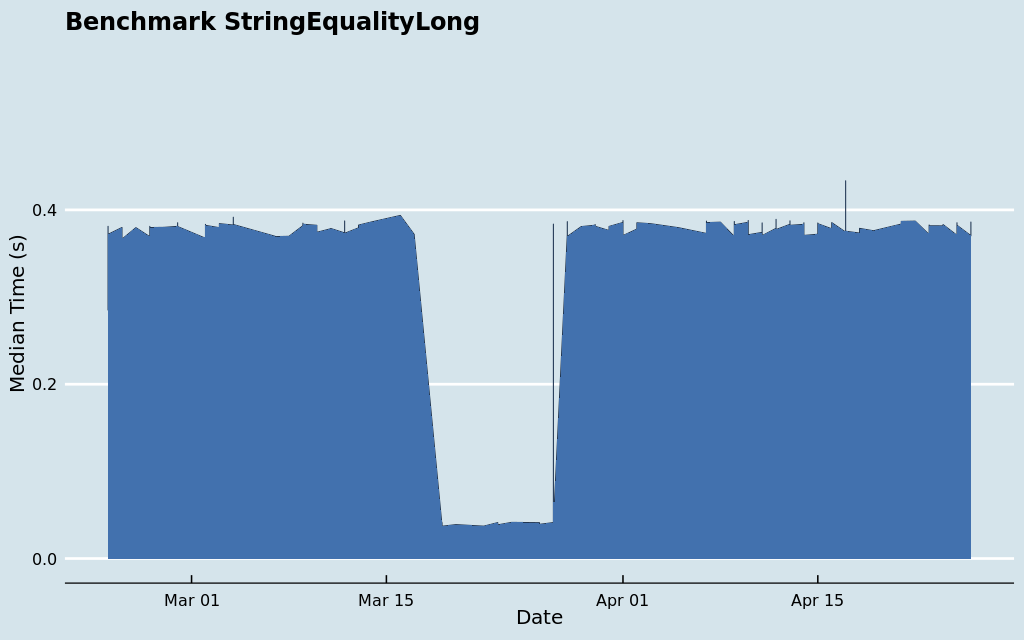 Benchmark StringEqualityLong
Median Time (s)
0.4
0.2
0.0
Mar 01
Mar 15
Apr 01
Apr 15
Date